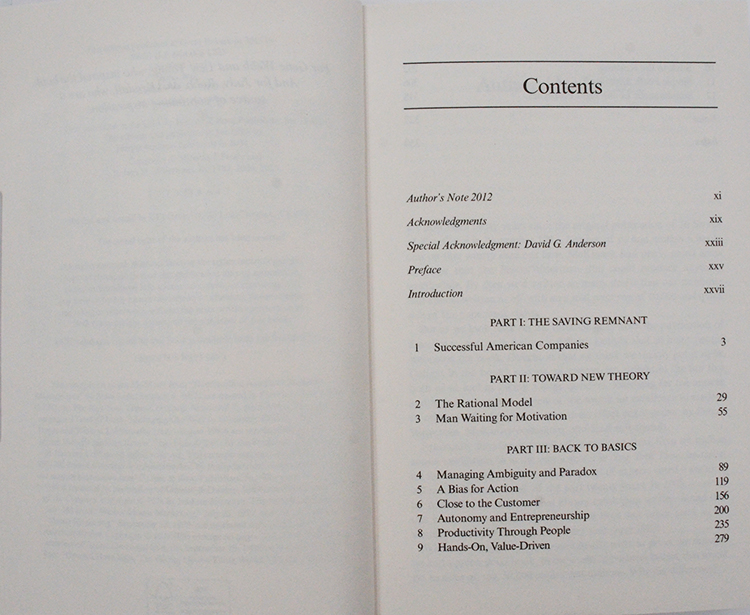 Contents
Author's Note 2012 xi
Acknowledgments xix
Special Acknowledgment: David G. Anderson xxiii
Preface xxv
Introduction xxvii
PART I: THE SAVING REMNANT
1 Successful American Companies 3
PART II: TOWARD NEW THEORY
2 The Rational Model 29
3 Man Waiting for Motivation 55
PART III: BACK TO BASICS
4 Managing Ambiguity and Paradox 89
5 A Bias for Action 119
6 Close to the Customer 156
7 Autonomy and Entrepreneurship 200
8 Productivity Through People 235
9 Hands-On, Value-Driven 279